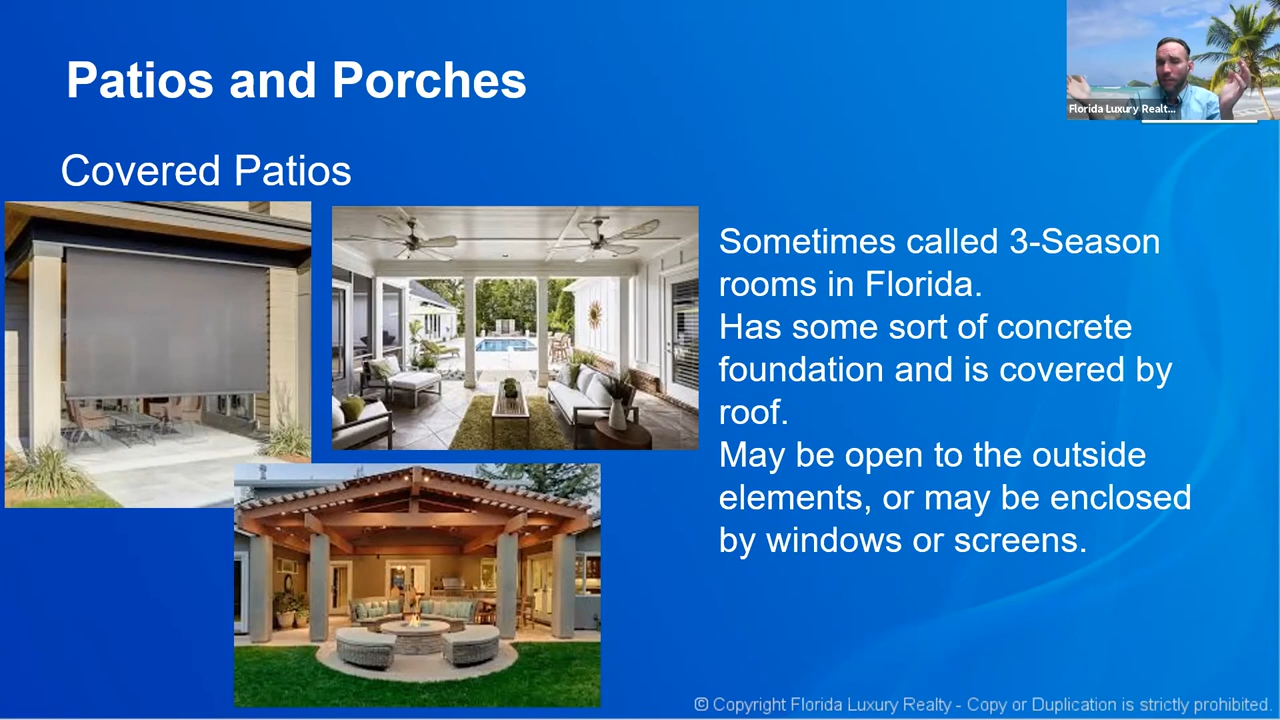 Patios and Porches
Florida Luxury Realt...
Covered Patios
Sometimes called 3-Season
rooms in Florida.
Has some sort of concrete
foundation and is covered by
roof.
May be open to the outside
elements, or may be enclosed
by windows or screens.
© Copyright Florida Luxury Realty - Copy or Duplication is strictly prohibited.